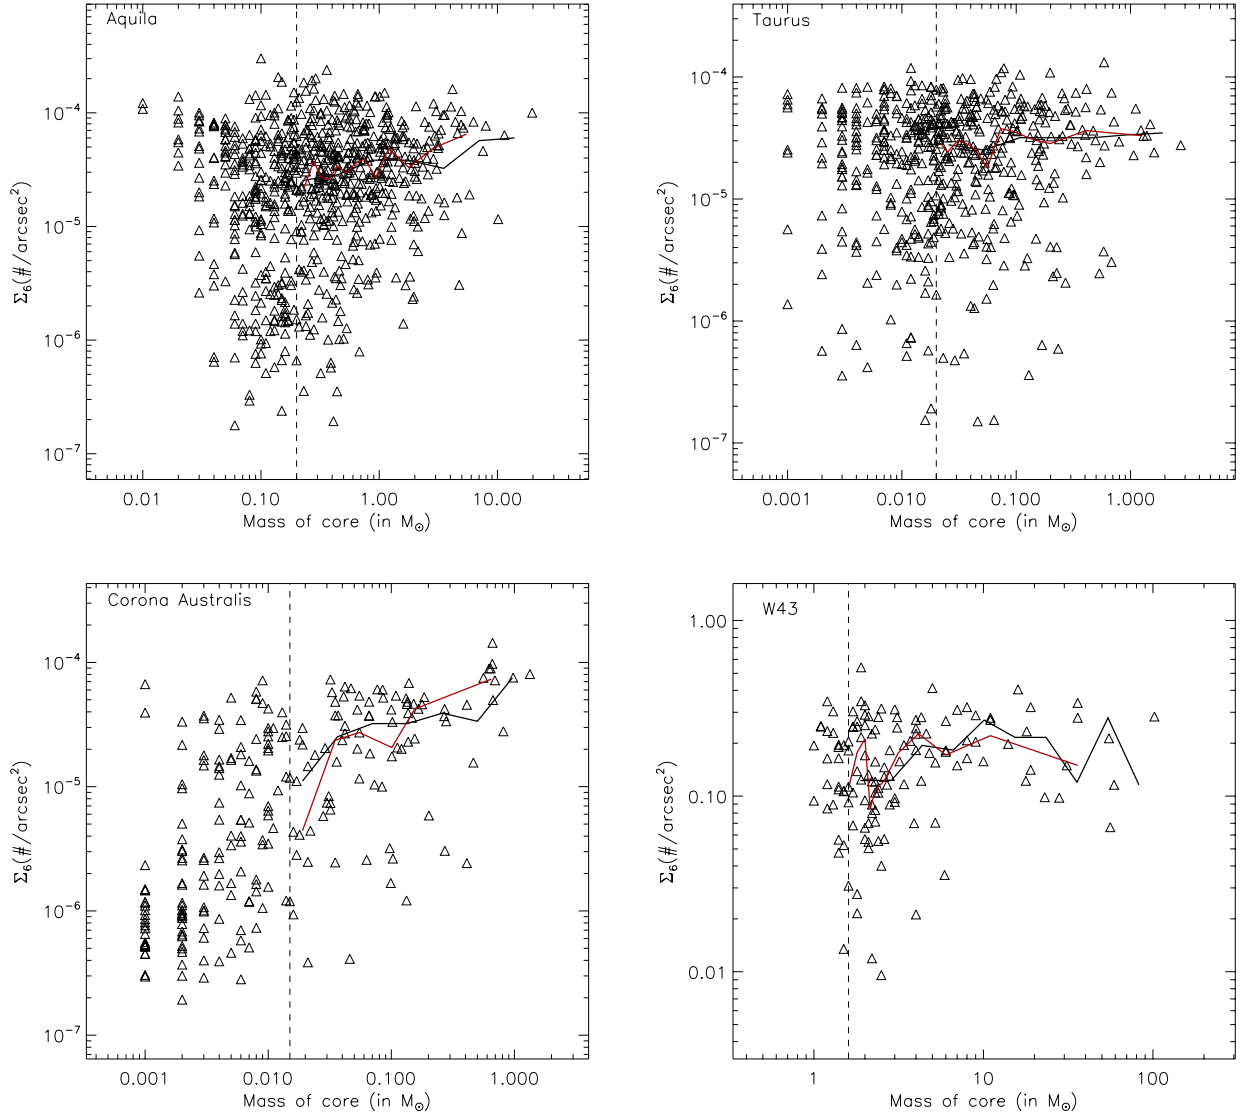 Aquila
10⁻⁴
10⁻⁵
10⁻⁶
10⁻⁷
Σ₆(#/arcsec²)
0.01 0.10 1.00 10.00
Mass of core (in M⊙)
Taurus
10⁻⁴
10⁻⁵
10⁻⁶
10⁻⁷
Σ₆(#/arcsec²)
0.001 0.010 0.100 1.000
Mass of core (in M⊙)
Corona Australis
10⁻⁴
10⁻⁵
10⁻⁶
10⁻⁷
Σ₆(#/arcsec²)
0.001 0.010 0.100 1.000
Mass of core (in M⊙)
W43
1.00
0.10
0.01
Σ₆(#/arcsec²)
1 10 100
Mass of core (in M⊙)